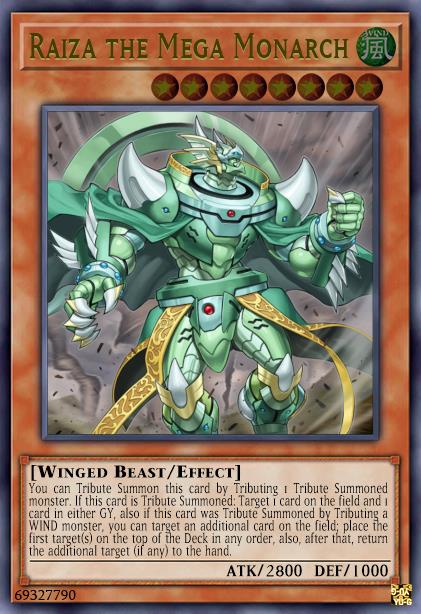 RAIZA THE MEGA MONARCH
WIND
風
[WINGED BEAST/EFFECT]
You can Tribute Summon this card by Tributing 1 Tribute Summoned
monster. If this card is Tribute Summoned: Target 1 card on the field and 1
card in either GY, also if this card was Tribute Summoned by Tributing a
WIND monster, you can target an additional card on the field; place the
first target(s) on the top of the Deck in any order, also, after that, return
the additional target (if any) to the hand.
ATK/2800 DEF/1000
69327790